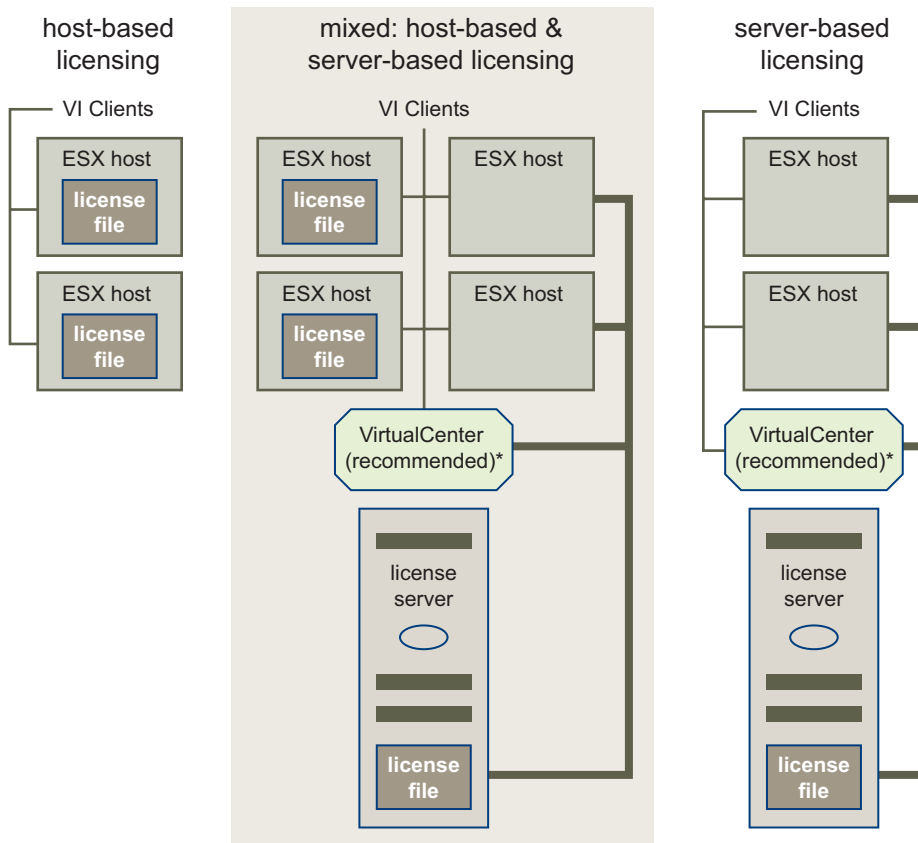 host-based
licensing
VI Clients
ESX host
license
file
ESX host
license
file
mixed: host-based &
server-based licensing
VI Clients
ESX host
license
file
ESX host
ESX host
license
file
ESX host
VirtualCenter
(recommended)*
license
server
license
file
server-based
licensing
VI Clients
ESX host
ESX host
VirtualCenter
(recommended)*
license
server
license
file